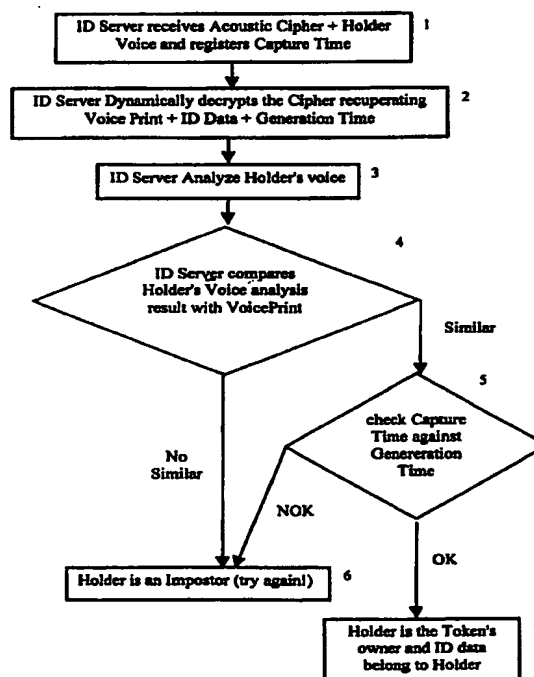 ID Server receives Acoustic Cipher + Holder
Voice and registers Capture Time
1
ID Server Dynamically decrypts the Cipher recuperating
Voice Print + ID Data + Generation Time
2
ID Server Analyze Holder's voice
3
4
ID Server compares
Holder's Voice analysis
result with VoicePrint
Similar
5
check Capture
Time against
Genereration
Time
No
Similar
NOK
OK
Holder is an Impostor (try again!)
6
Holder is the Token's
owner and ID data
belong to Holder